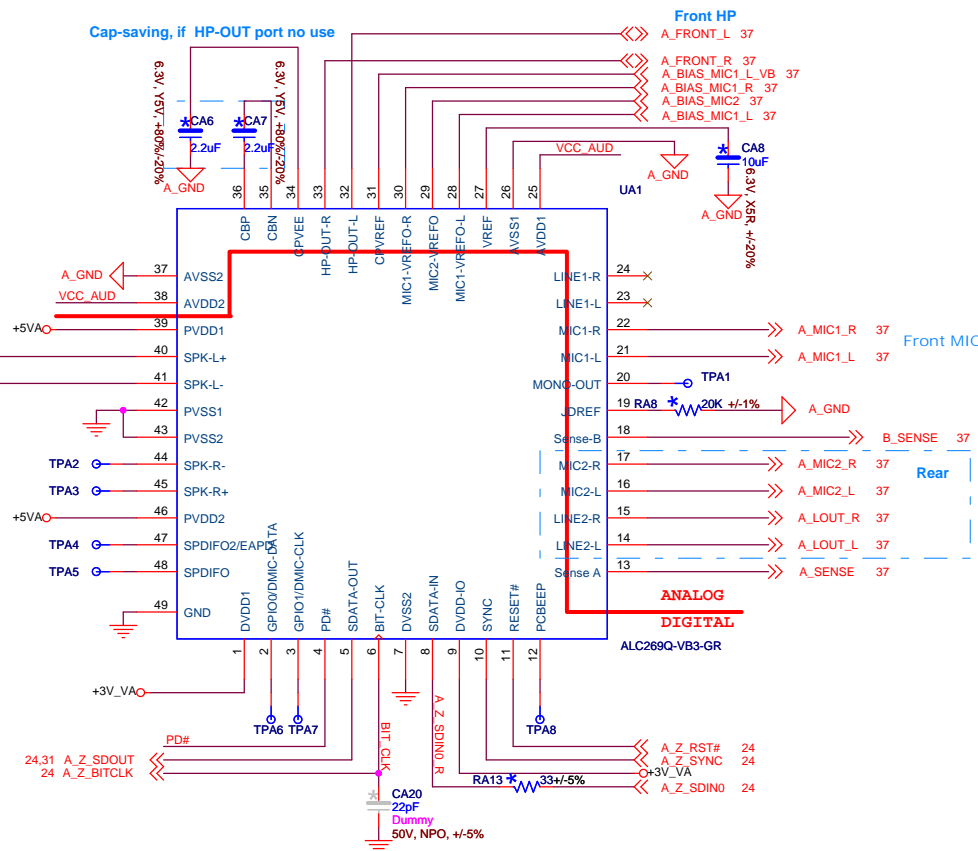 Front HP
Cap-saving, if HP-OUT port no use
A_FRONT_L 37
A_FRONT_R 37
A_BIAS_MIC1_L_VB 37
A_BIAS_MIC1_R 37
A_BIAS_MIC2 37
A_BIAS_MIC1_L 37
6.3V, Y5V, +80%/-20%
* CA6
2.2uF
6.3V, Y5V, +80%/-20%
* CA7
2.2uF
A_GND
VCC_AUD
A_GND
* CA8
10uF
6.3V, X5R, +/-20%
A_GND
UA1
36 35 34 33 32 31 30 29 28 27 26 25
CBP
CBN
CPVEE
HP-OUT-R
HP-OUT-L
CPVREF
MIC1-VREFO-R
MIC2-VREFO
MIC1-VREFO-L
VREF
AVSS1
AVDD1
A_GND 37 AVSS2
VCC_AUD 38 AVDD2
+5VA 39 PVDD1
40 SPK-L+
41 SPK-L-
42 PVSS1
43 PVSS2
TPA2 44 SPK-R-
TPA3 45 SPK-R+
+5VA 46 PVDD2
TPA4 47 SPDIFO2/EAPD
TPA5 48 SPDIFO
49 GND
LINE1-R 24
LINE1-L 23
MIC1-R 22 A_MIC1_R 37
Front MIC
MIC1-L 21 A_MIC1_L 37
MONO-OUT 20 TPA1
JDREF 19 RA8 * 20K +/-1% A_GND
Sense-B 18 B_SENSE 37
MIC2-R 17 A_MIC2_R 37
Rear
MIC2-L 16 A_MIC2_L 37
LINE2-R 15 A_LOUT_R 37
LINE2-L 14 A_LOUT_L 37
Sense A 13 A_SENSE 37
ANALOG
DIGITAL
ALC269Q-VB3-GR
DVDD1
GPIO0/DMIC-DATA
GPIO1/DMIC-CLK
PD#
SDATA-OUT
BIT-CLK
DVSS2
SDATA-IN
DVDD-IO
SYNC
RESET#
PCBEEP
1 2 3 4 5 6 7 8 9 10 11 12
+3V_VA
TPA6 TPA7
TPA8
PD#
BIT_CLK
A_Z_SDIN0_R
24,31 A_Z_SDOUT
24 A_Z_BITCLK
A_Z_RST# 24
A_Z_SYNC 24
+3V_VA
RA13 * 33+/-5% A_Z_SDIN0 24
* CA20
22pF
Dummy
50V, NPO, +/-5%